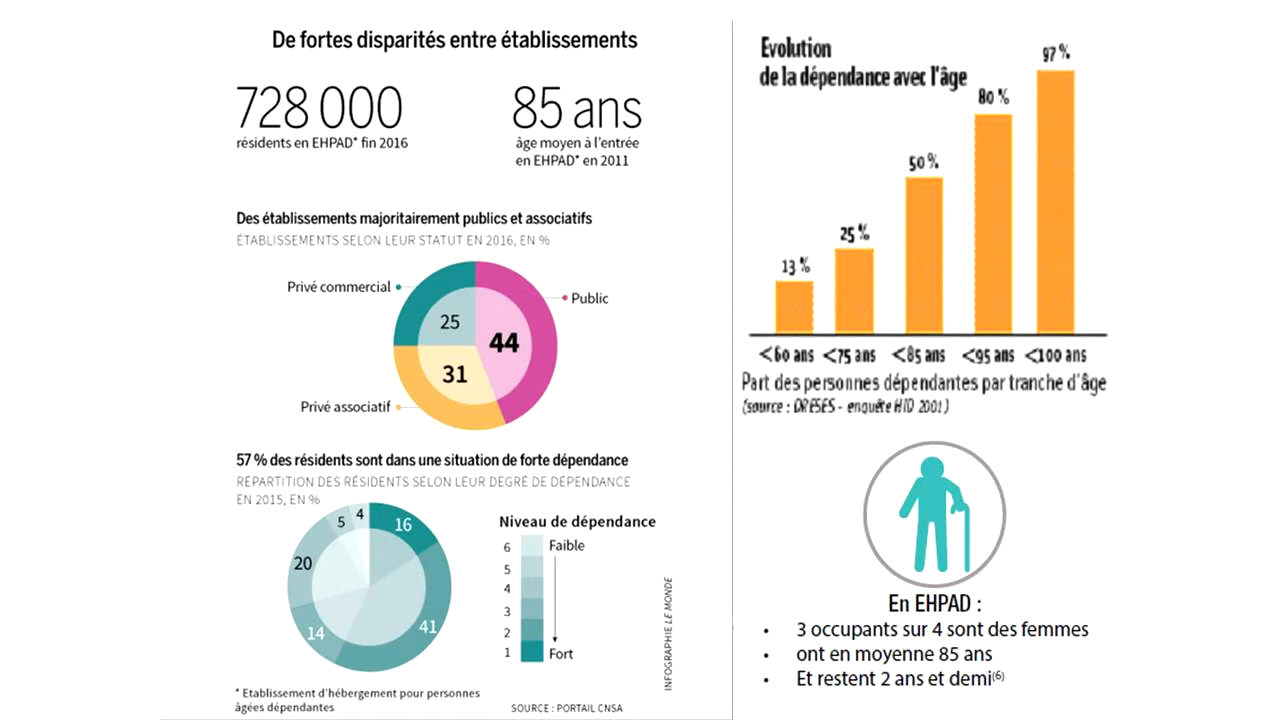 De fortes disparités entre établissements
728 000
résidents en EHPAD* fin 2016
85 ans
âge moyen à l'entrée
en EHPAD* en 2011
Des établissements majoritairement publics et associatifs
ÉTABLISSEMENTS SELON LEUR STATUT EN 2016, EN %
Privé commercial
Public
25
44
31
Privé associatif
57 % des résidents sont dans une situation de forte dépendance
RÉPARTITION DES RÉSIDENTS SELON LEUR DEGRÉ DE DÉPENDANCE
EN 2015, EN %
4
5
16
20
41
14
Niveau de dépendance
6 Faible
5
4
3
2
1 Fort
INFOGRAPHIE LE MONDE
* Etablissement d'hébergement pour personnes
âgées dépendantes
SOURCE : PORTAIL CNSA
Evolution
de la dépendance avec l'âge
13 %
25 %
50 %
80 %
97 %
<60 ans <75 ans <85 ans <95 ans <100 ans
Part des personnes dépendantes par tranche d'âge
(source : DRESES - enquête HID 2001)
En EHPAD :
• 3 occupants sur 4 sont des femmes
• ont en moyenne 85 ans
• Et restent 2 ans et demi(6)